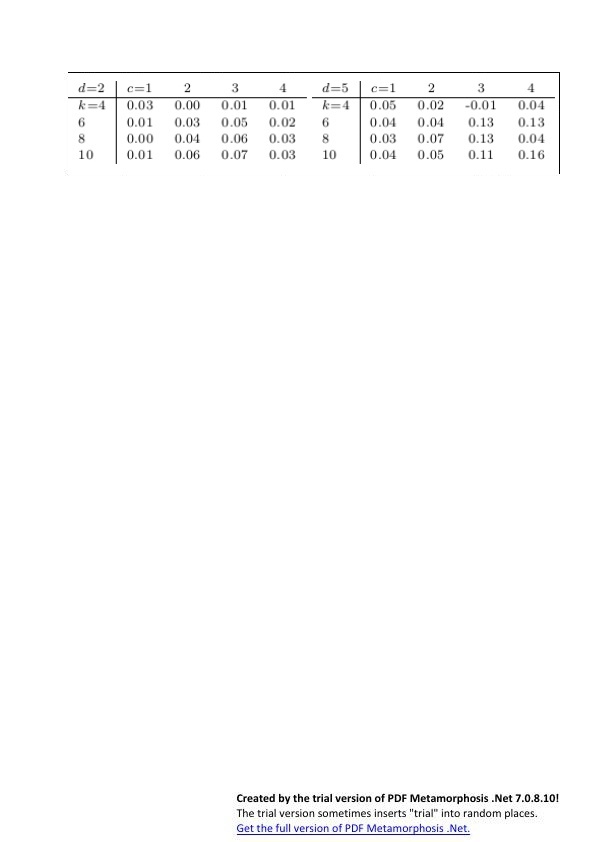 d=2 c=1 2 3 4 d=5 c=1 2 3 4
k=4 0.03 0.00 0.01 0.01 k=4 0.05 0.02 -0.01 0.04
6 0.01 0.03 0.05 0.02 6 0.04 0.04 0.13 0.13
8 0.00 0.04 0.06 0.03 8 0.03 0.07 0.13 0.04
10 0.01 0.06 0.07 0.03 10 0.04 0.05 0.11 0.16
Created by the trial version of PDF Metamorphosis .Net 7.0.8.10!
The trial version sometimes inserts "trial" into random places.
Get the full version of PDF Metamorphosis .Net.